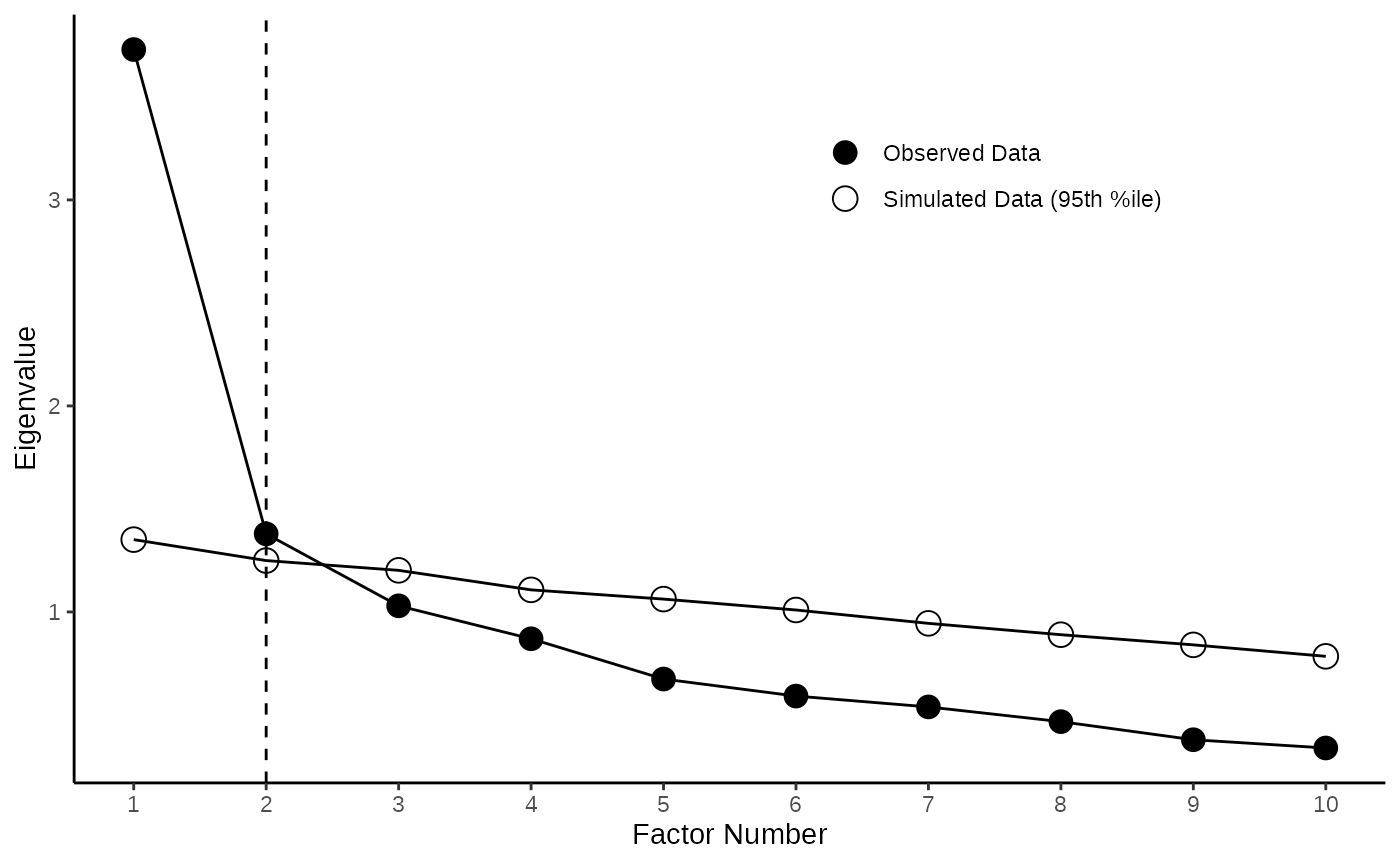 Observed Data
Simulated Data (95th %ile)
3
2
1
Eigenvalue
1 2 3 4 5 6 7 8 9 10
Factor Number